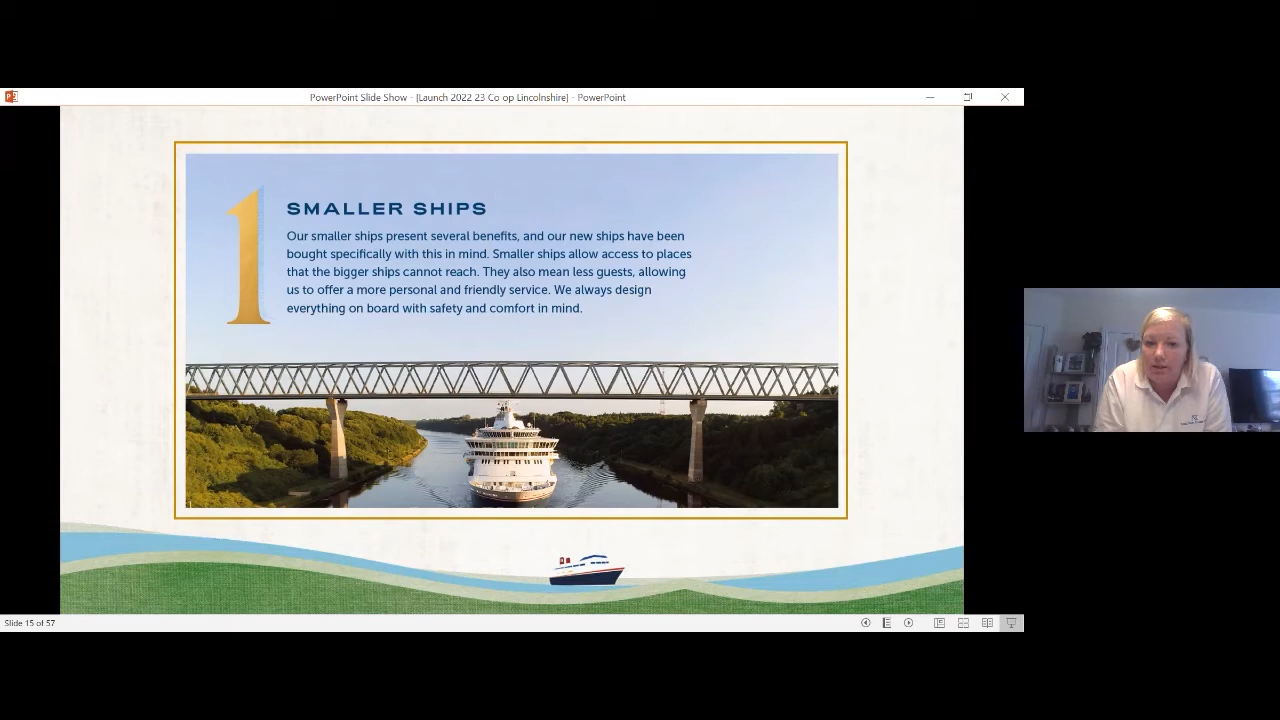 PowerPoint Slide Show - [Launch 2022 23 Co op Lincolnshire] - PowerPoint
1
SMALLER SHIPS
Our smaller ships present several benefits, and our new ships have been
bought specifically with this in mind. Smaller ships allow access to places
that the bigger ships cannot reach. They also mean less guests, allowing
us to offer a more personal and friendly service. We always design
everything on board with safety and comfort in mind.
Slide 15 of 57